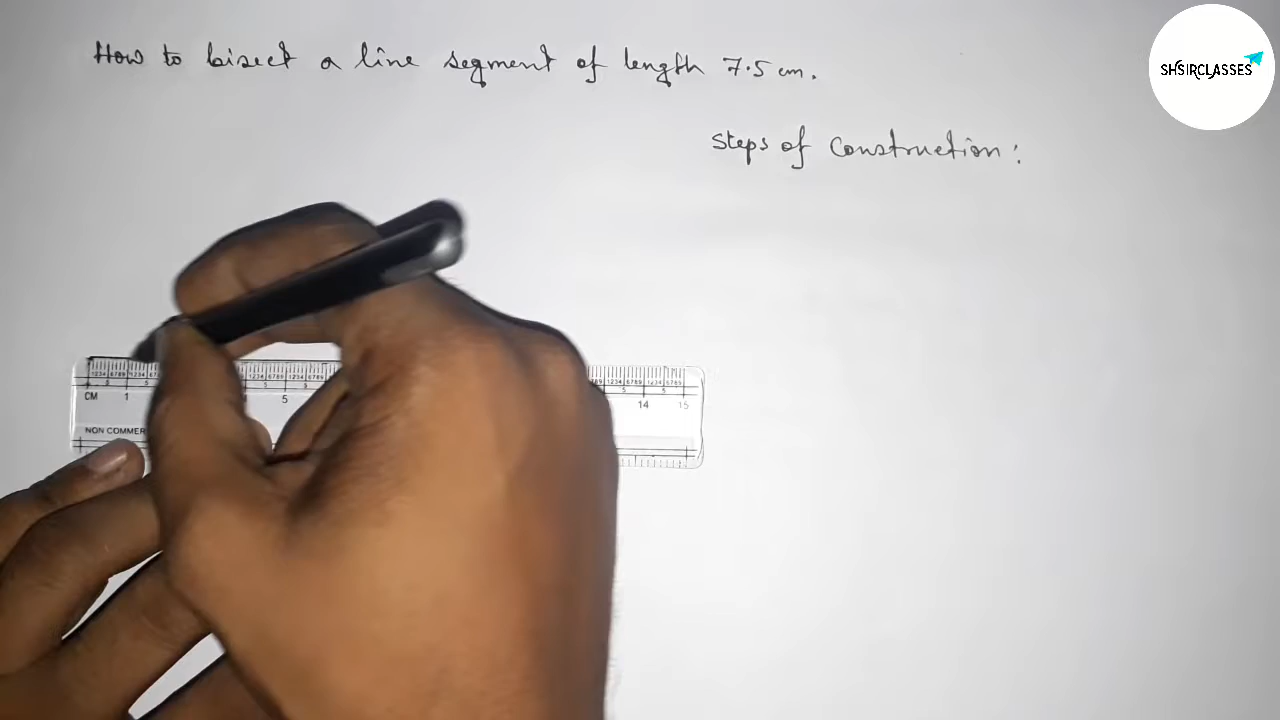 How to bisect a line segment of length 7.5 cm.
SHSIRCLASSES
Steps of Construction :
CM 1 5 14 15
NON COMMER